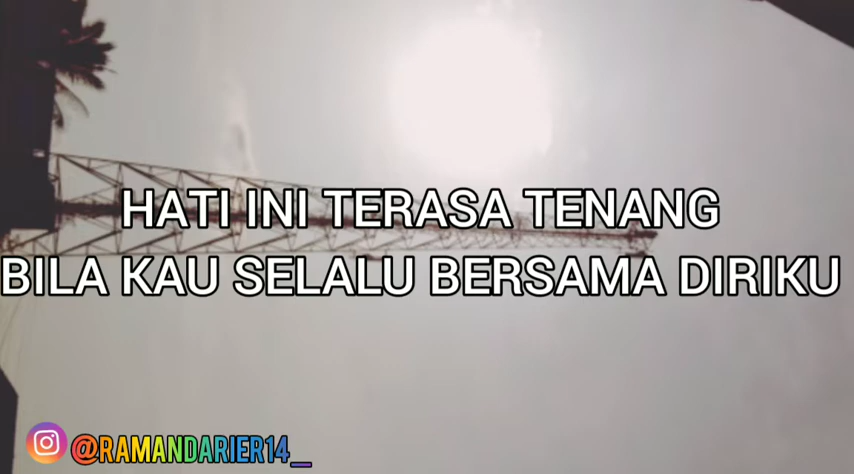 HATI INI TERASA TENANG
BILA KAU SELALU BERSAMA DIRIKU
@RAMANDARIER14_